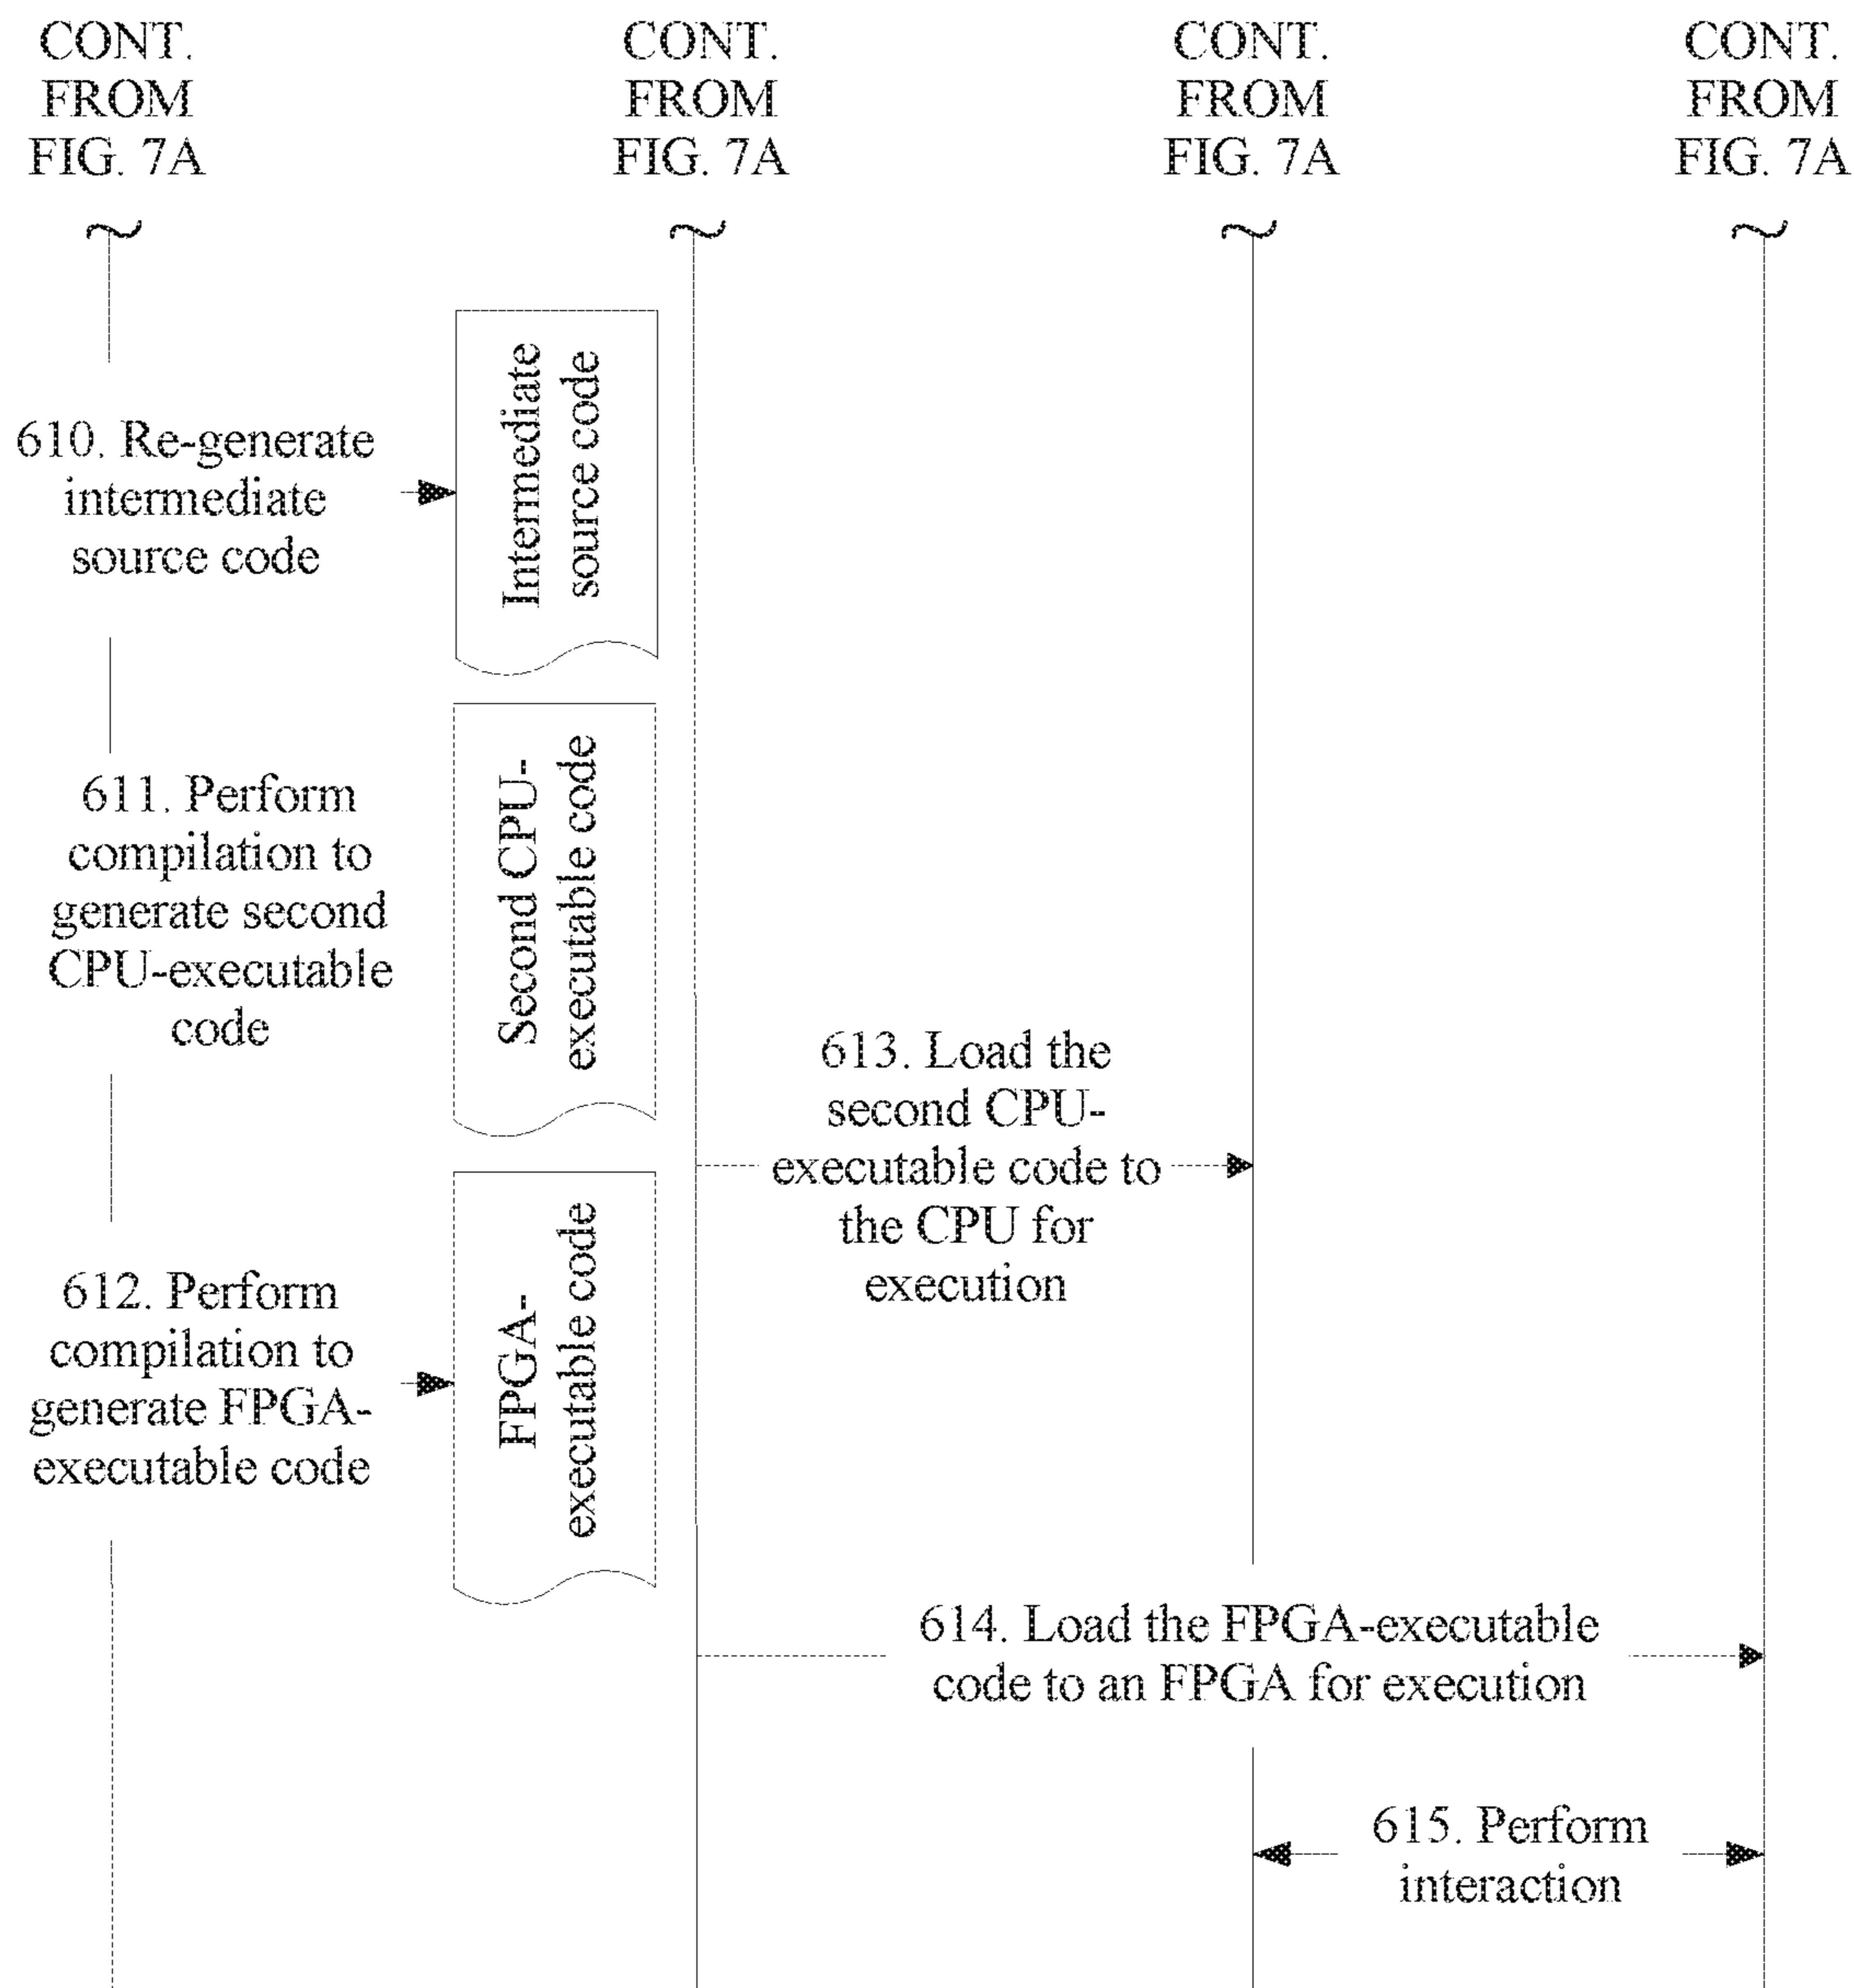 CONT.
FROM
FIG. 7A
CONT.
FROM
FIG. 7A
CONT.
FROM
FIG. 7A
CONT.
FROM
FIG. 7A
610. Re-generate
intermediate
source code
Intermediate
source code
611. Perform
compilation to
generate second
CPU-executable
code
Second CPU-
executable code
613. Load the
second CPU-
executable code to
the CPU for
execution
612. Perform
compilation to
generate FPGA-
executable code
FPGA-
executable code
614. Load the FPGA-executable
code to an FPGA for execution
615. Perform
interaction